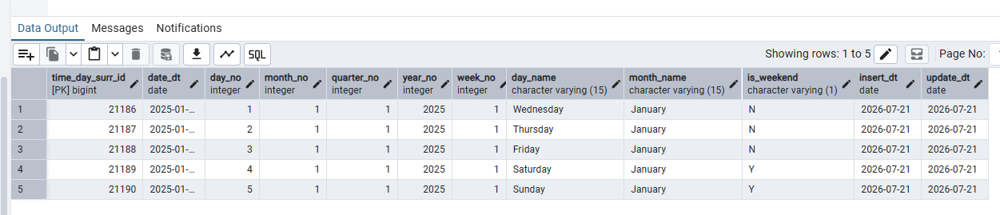 Data Output Messages Notifications
SQL Showing rows: 1 to 5 Page No:
time_day_surr_id date_dt day_no month_no quarter_no year_no week_no day_name month_name is_weekend insert_dt update_dt
[PK] bigint date integer integer integer integer integer character varying (15) character varying (15) character varying (1) date date
1 21186 2025-01-... 1 1 1 2025 1 Wednesday January N 2026-07-21 2026-07-21
2 21187 2025-01-... 2 1 1 2025 1 Thursday January N 2026-07-21 2026-07-21
3 21188 2025-01-... 3 1 1 2025 1 Friday January N 2026-07-21 2026-07-21
4 21189 2025-01-... 4 1 1 2025 1 Saturday January Y 2026-07-21 2026-07-21
5 21190 2025-01-... 5 1 1 2025 1 Sunday January Y 2026-07-21 2026-07-21